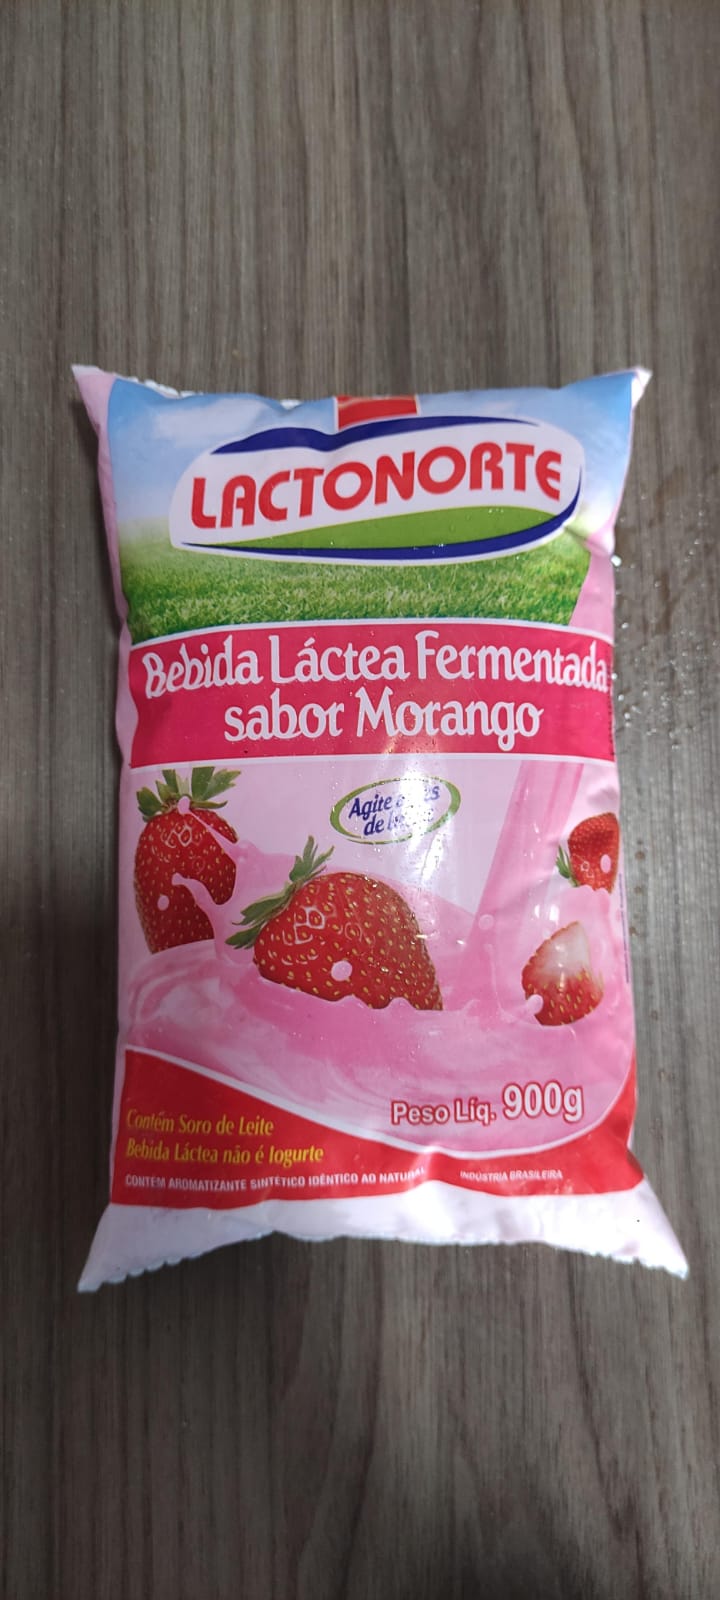 LACTONORTE
Bebida Láctea Fermentada
sabor Morango
Agite
de
Peso Líq. 900g
Contém Soro de Leite
Bebida Láctea não é Iogurte
CONTÉM AROMATIZANTE SINTÉTICO IDÊNTICO AO NATURAL
INDÚSTRIA BRASILEIRA